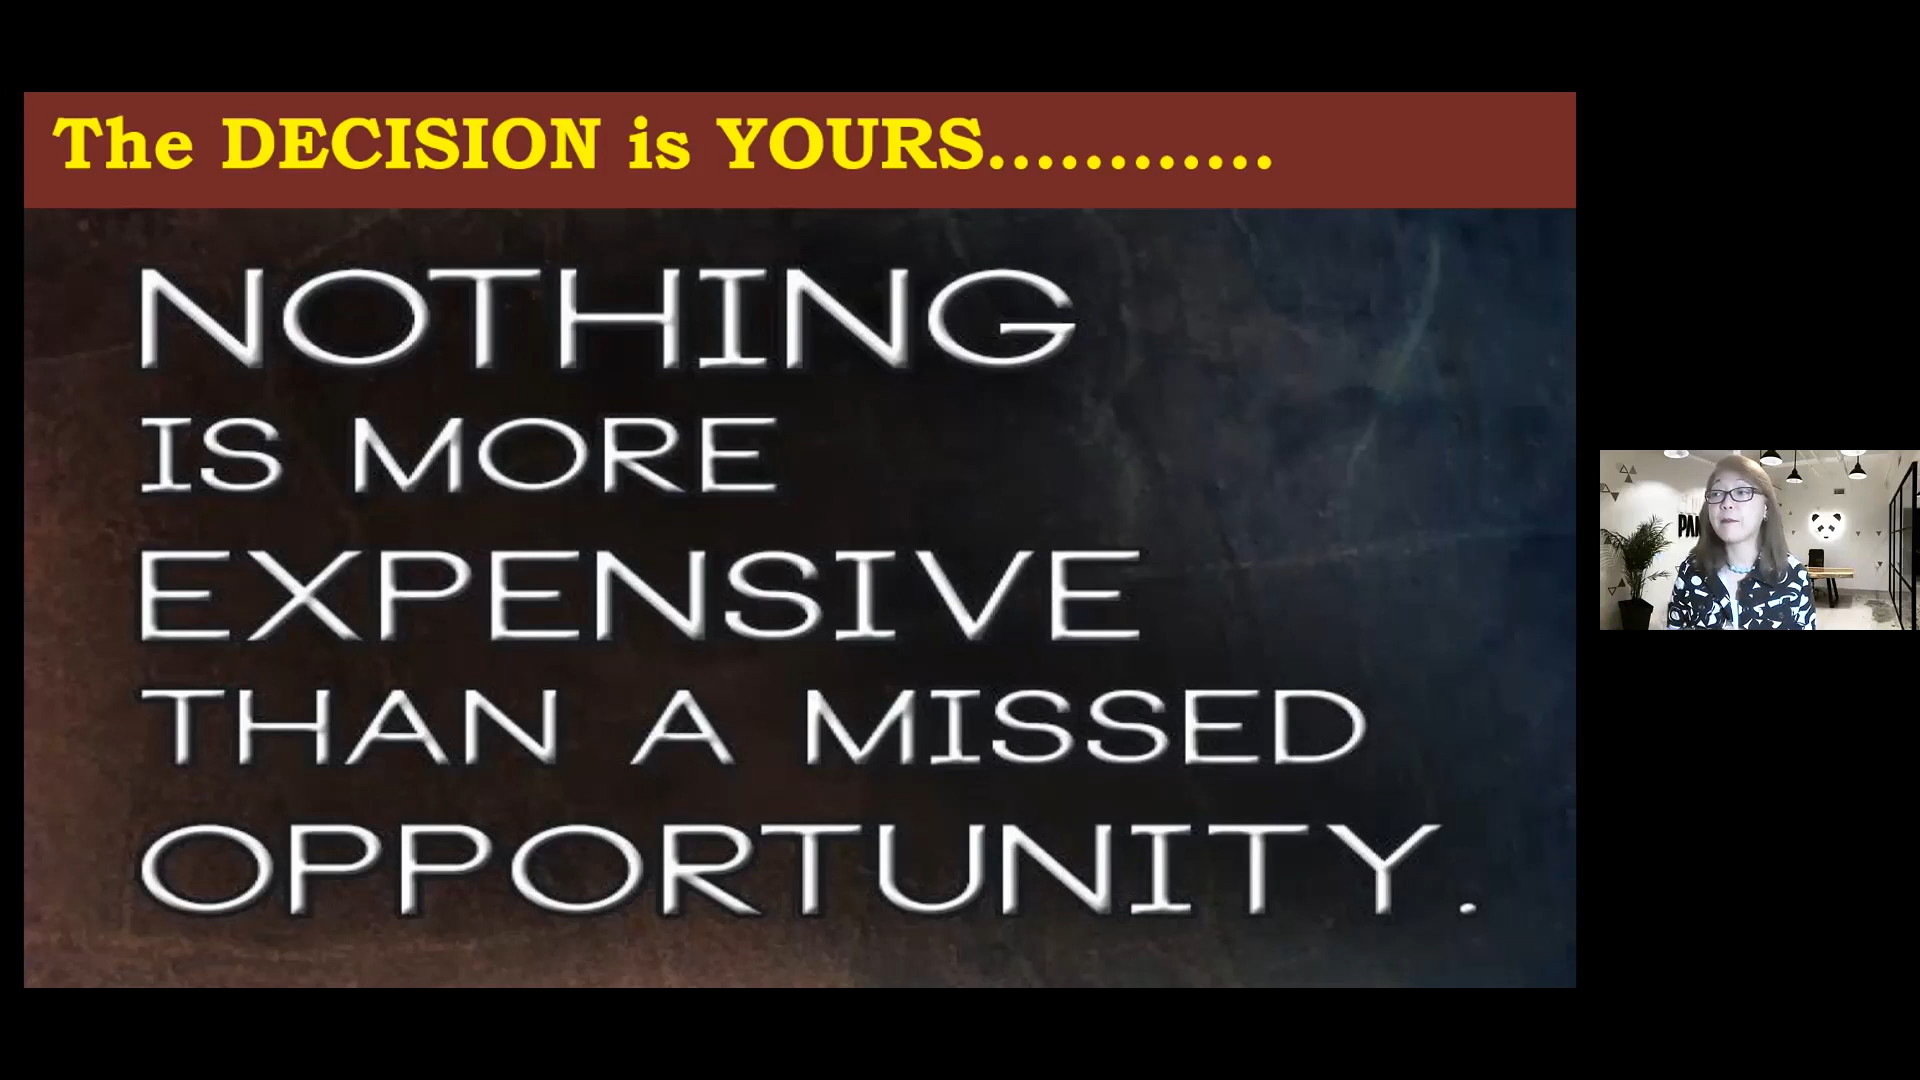 The DECISION is YOURS............
NOTHING
IS MORE
EXPENSIVE
THAN A MISSED
OPPORTUNITY.